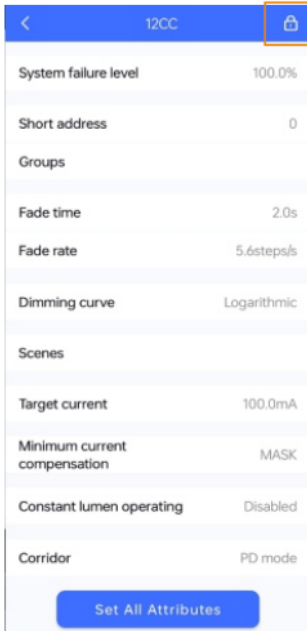 12CC
System failure level 100.0%
Short address 0
Groups
Fade time 2.0s
Fade rate 5.6steps/s
Dimming curve Logarithmic
Scenes
Target current 100.0mA
Minimum current
compensation MASK
Constant lumen operating Disabled
Corridor PD mode
Set All Attributes